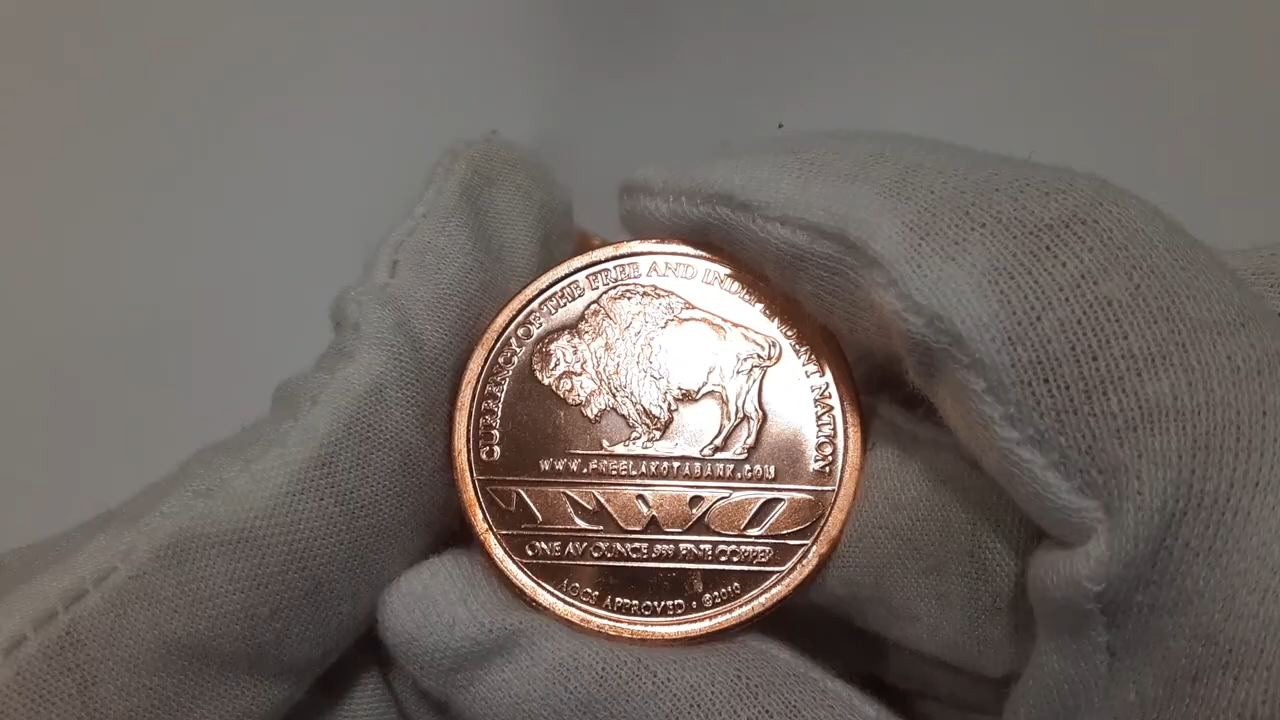 CURRENCY OF THE FREE AND INDEPENDENT NATION
WWW.FREELAKOTABANK.COM
TWO
ONE AV OUNCE .999 FINE COPPER
AOCS APPROVED • ©2010